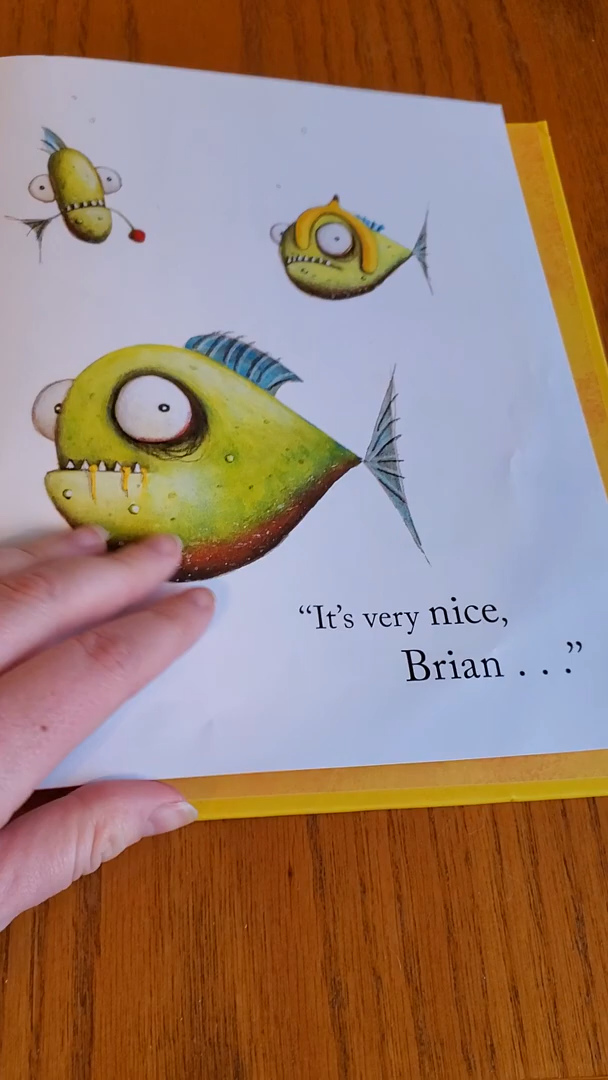 “It’s very nice,
Brian . . .”